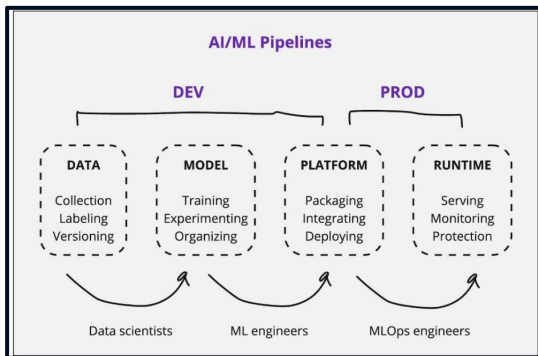 AI/ML Pipelines
DEV
PROD
DATA
Collection
Labeling
Versioning
MODEL
Training
Experimenting
Organizing
PLATFORM
Packaging
Integrating
Deploying
RUNTIME
Serving
Monitoring
Protection
Data scientists
ML engineers
MLOps engineers